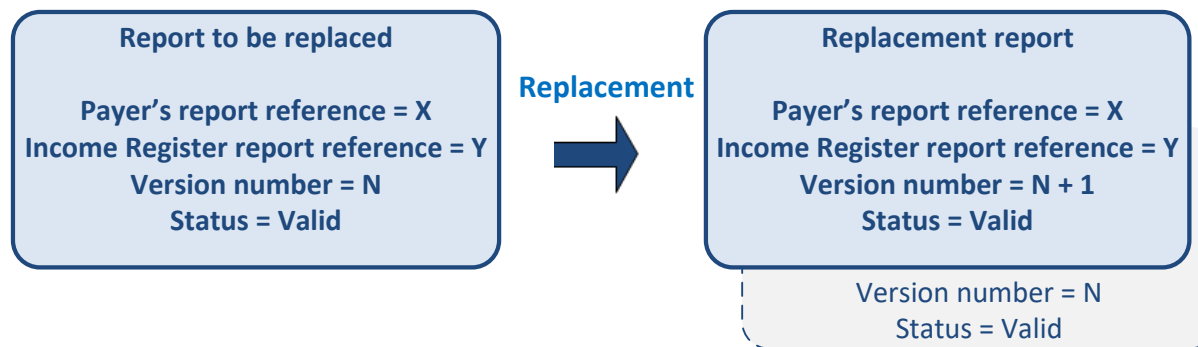 Report to be replaced
Payer’s report reference = X
Income Register report reference = Y
Version number = N
Status = Valid
Replacement
Replacement report
Payer’s report reference = X
Income Register report reference = Y
Version number = N + 1
Status = Valid
Version number = N
Status = Valid